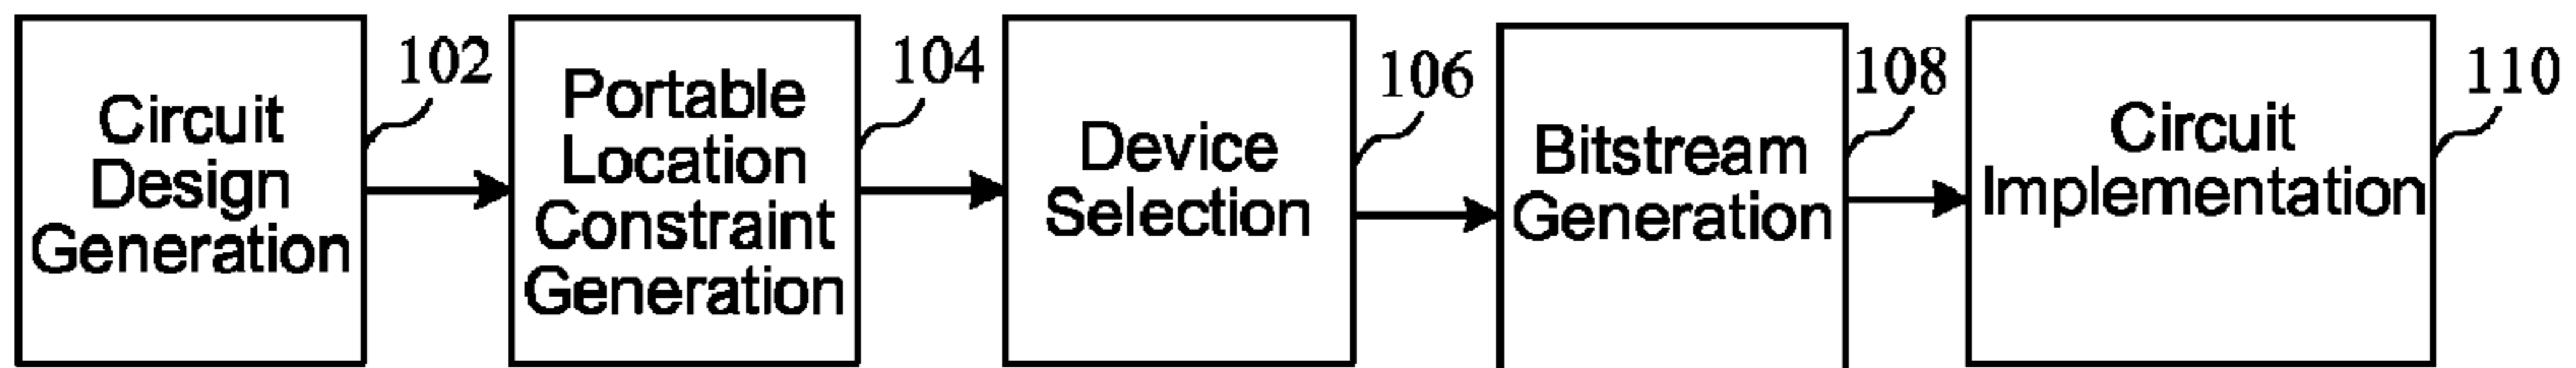 Circuit
Design
Generation
102
Portable
Location
Constraint
Generation
104
Device
Selection
106
Bitstream
Generation
108
Circuit
Implementation
110